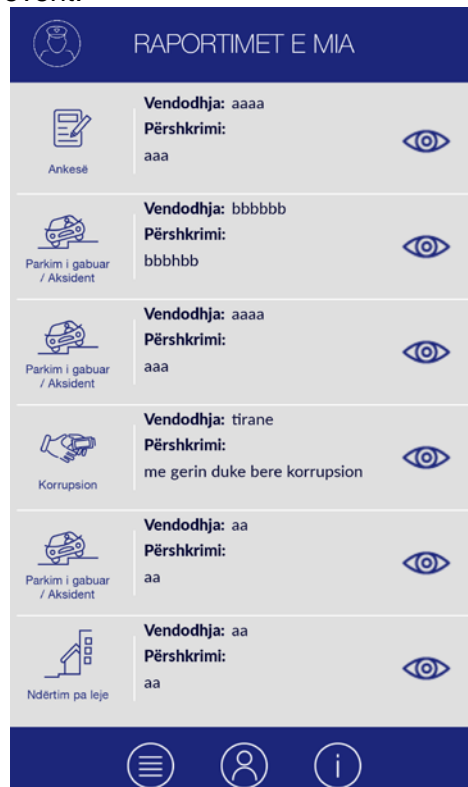 RAPORTIMET E MIA
Vendodhja: aaaa
Përshkrimi:
aaa
Ankesë
Vendodhja: bbbbbb
Përshkrimi:
bbbhbb
Parkim i gabuar
/ Aksident
Vendodhja: aaaa
Përshkrimi:
aaa
Parkim i gabuar
/ Aksident
Vendodhja: tirane
Përshkrimi:
me gerin duke bere korrupsion
Korrupsion
Vendodhja: aa
Përshkrimi:
aa
Parkim i gabuar
/ Aksident
Vendodhja: aa
Përshkrimi:
aa
Ndërtim pa leje